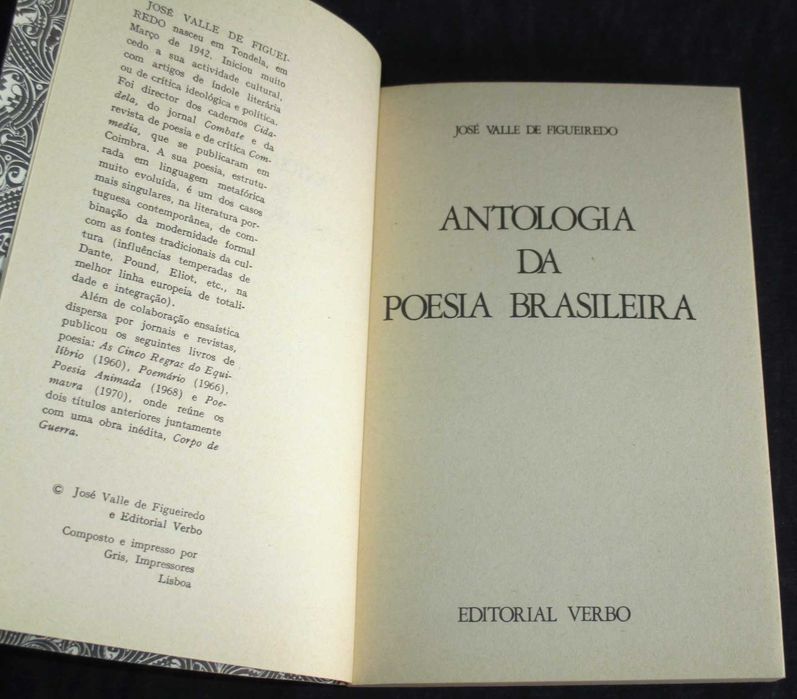 JOSÉ VALLE DE FIGUEI-
REDO nasceu em Tondela, em
Março de 1942. Iniciou muito
cedo a sua actividade cultural,
com artigos de índole literária
ou de crítica ideológica e política.
Foi director dos cadernos Cida-
dela, do jornal Combate e da
revista de poesia e de crítica Com-
media, que se publicaram em
Coimbra. A sua poesia, estrutu-
rada em linguagem metafórica
muito evoluída, é um dos casos
mais singulares, na literatura por-
tuguesa contemporânea, de com-
binação da modernidade formal
com as fontes tradicionais da cul-
tura (influências temperadas de
Dante, Pound, Eliot, etc., na
melhor linha europeia de totali-
dade e integração).
Além de colaboração ensaística
dispersa por jornais e revistas,
publicou os seguintes livros de
poesia: As Cinco Regras do Equi-
líbrio (1960), Poemário (1966),
Poesia Animada (1968) e Poe-
mavra (1970), onde reúne os
dois títulos anteriores juntamente
com uma obra inédita, Corpo de
Guerra.
© José Valle de Figueiredo
e Editorial Verbo
Composto e impresso por
Gris, Impressores
Lisboa
JOSÉ VALLE DE FIGUEIREDO
ANTOLOGIA
DA
POESIA BRASILEIRA
EDITORIAL VERBO